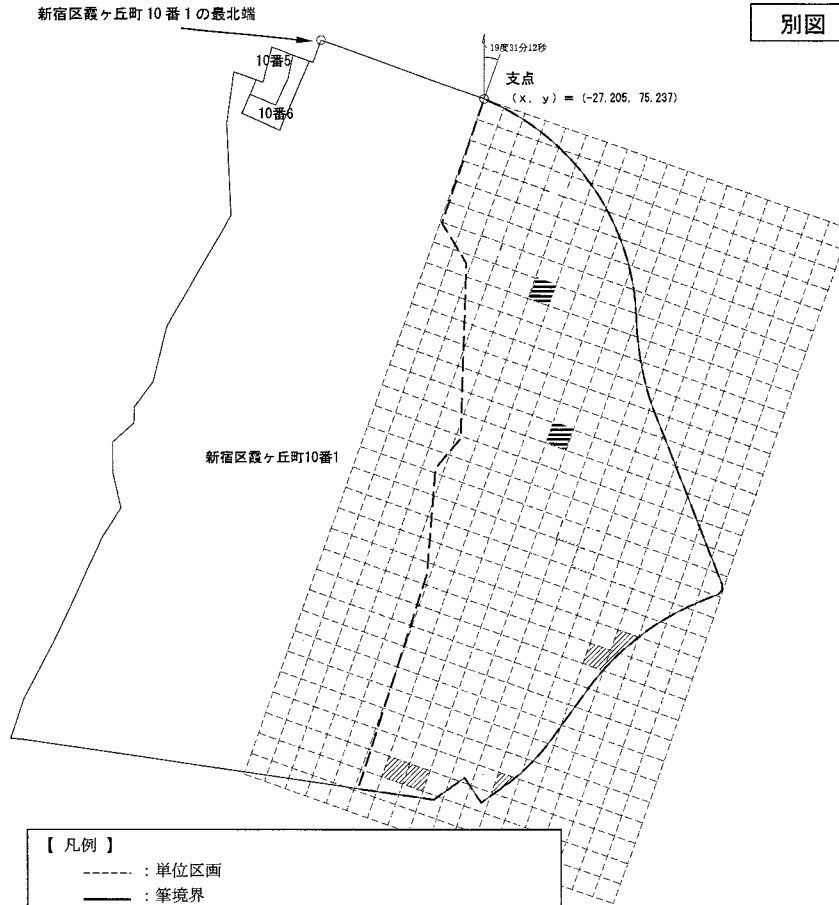 新宿区霞ヶ丘町 10 番 1 の最北端
別図
19度31分12秒
10番5
支点
(x, y) = (-27.205, 75.237)
10番6
新宿区霞ヶ丘町10番1
【 凡例 】
:単位区画
:筆境界